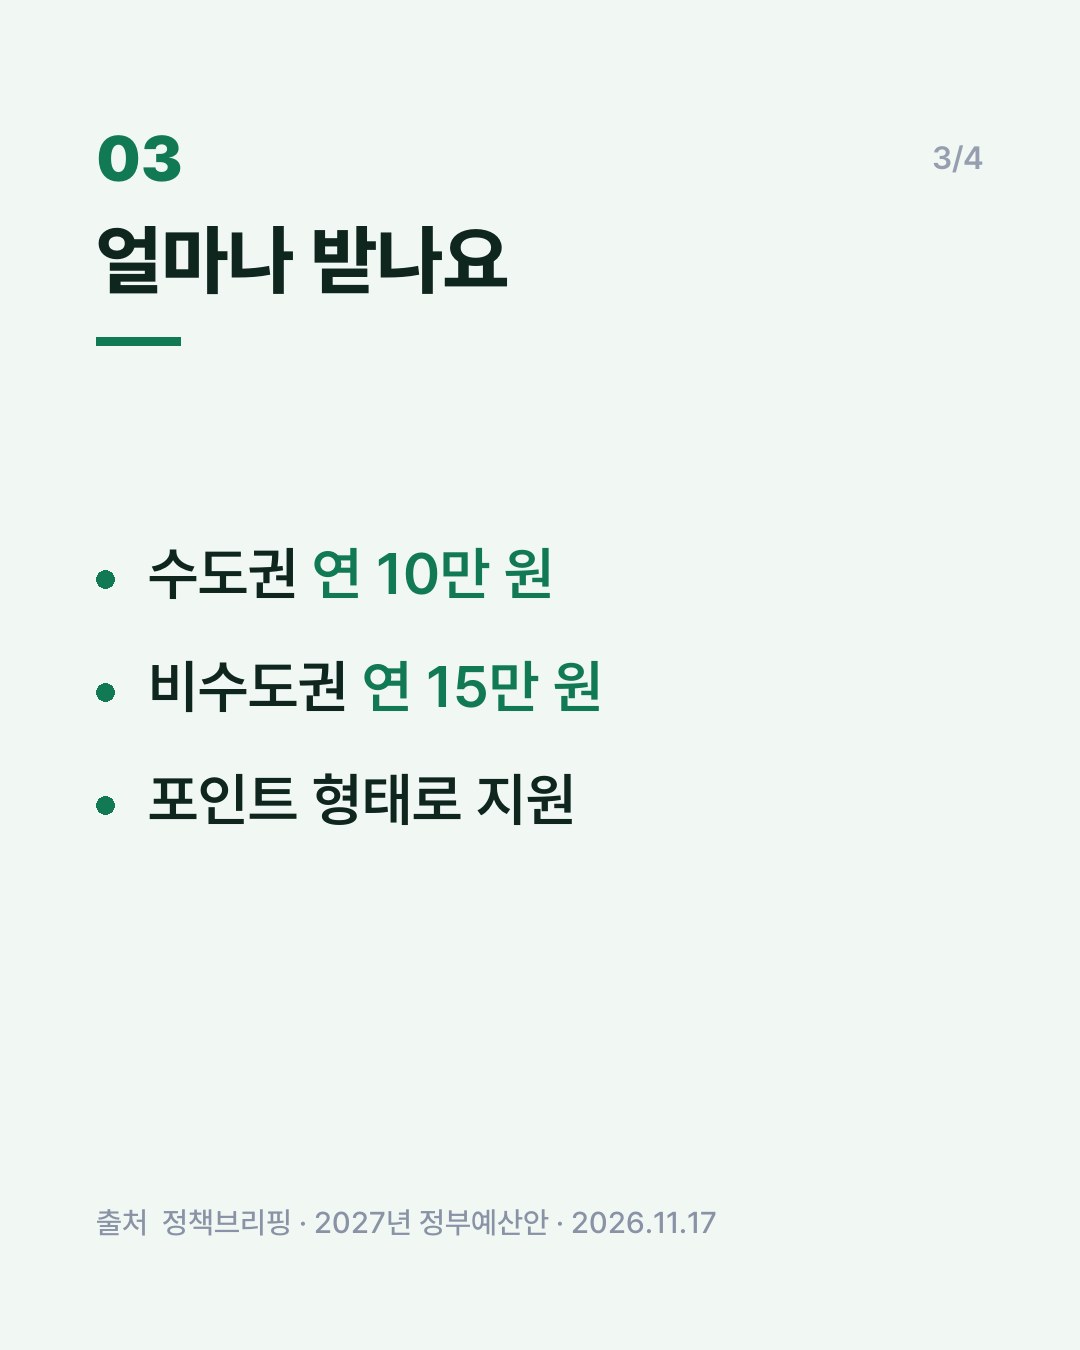 03
3/4
얼마나 받나요
수도권 연 10만 원
비수도권 연 15만 원
포인트 형태로 지원
출처 정책브리핑 · 2027년 정부예산안 · 2026.11.17